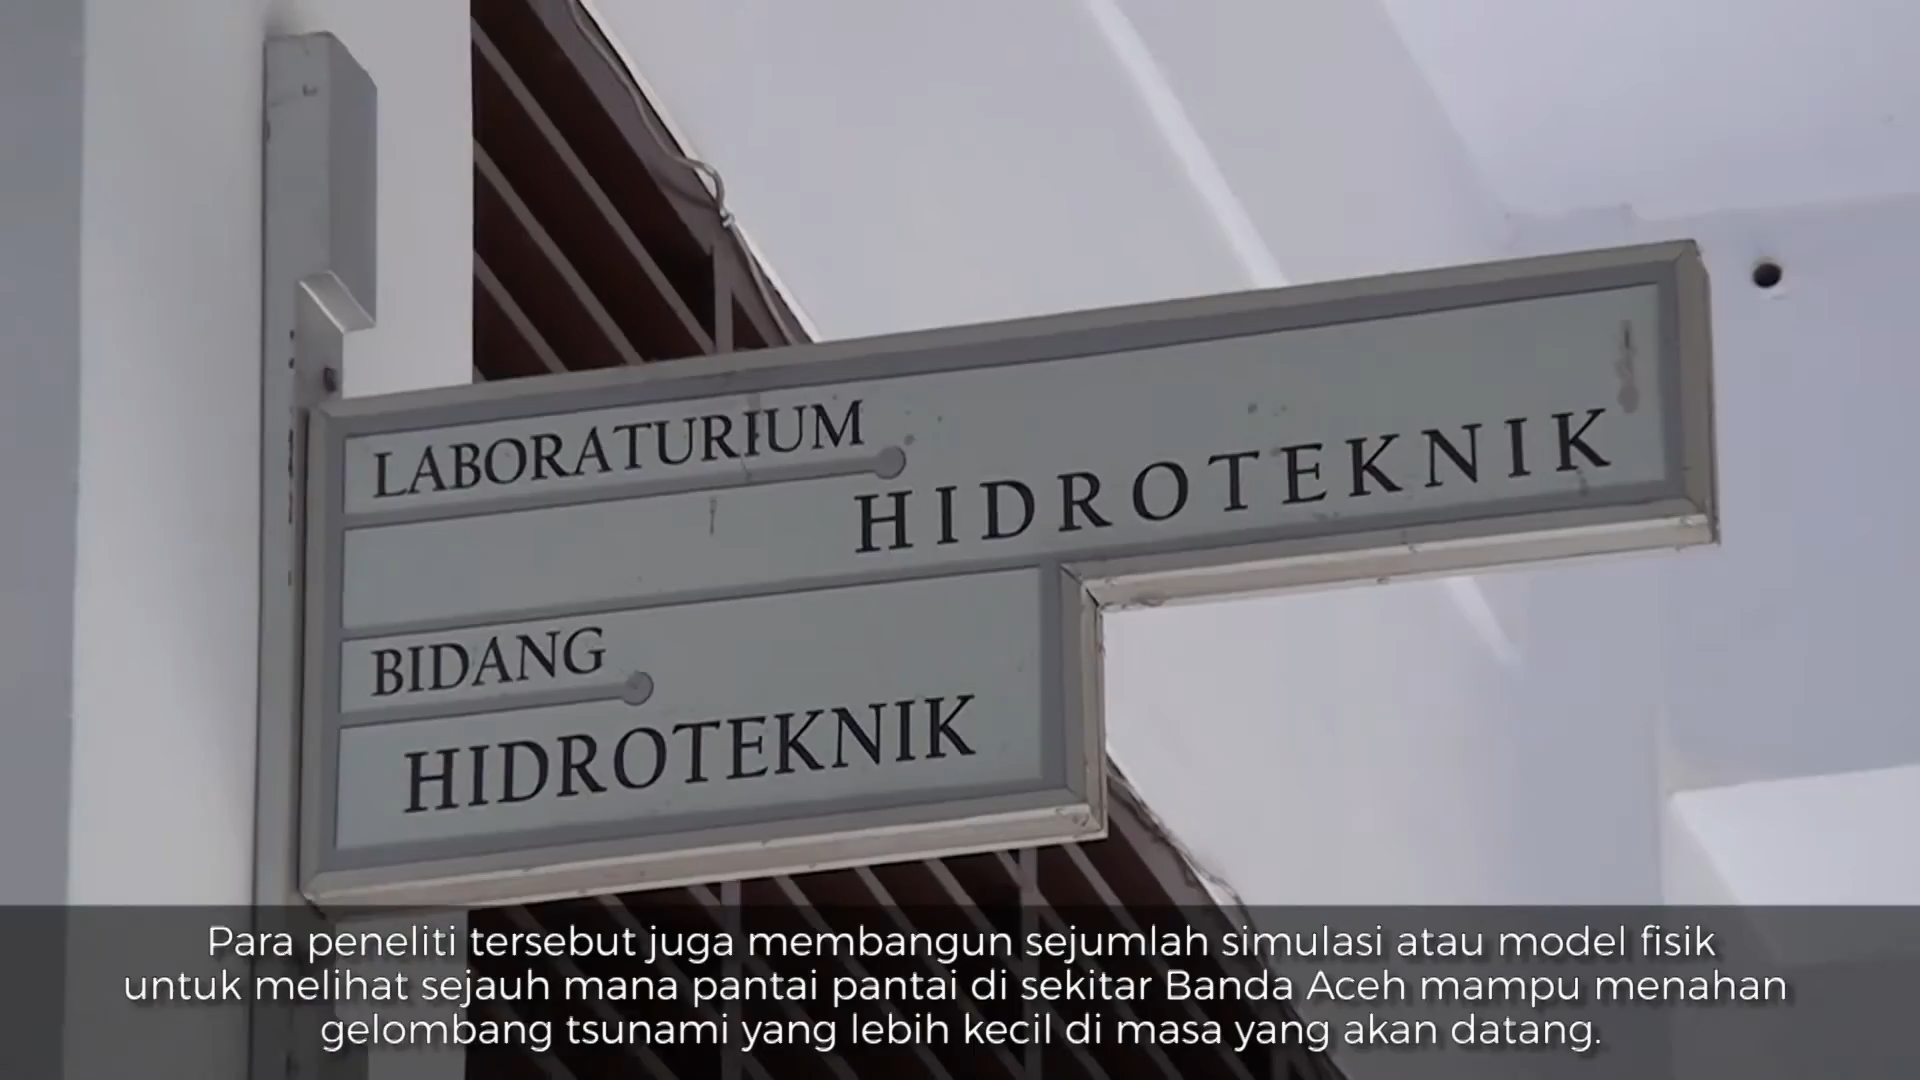 LABORATURIUM
HIDROTEKNIK
BIDANG
HIDROTEKNIK
Para peneliti tersebut juga membangun sejumlah simulasi atau model fisik
untuk melihat sejauh mana pantai pantai di sekitar Banda Aceh mampu menahan
gelombang tsunami yang lebih kecil di masa yang akan datang.